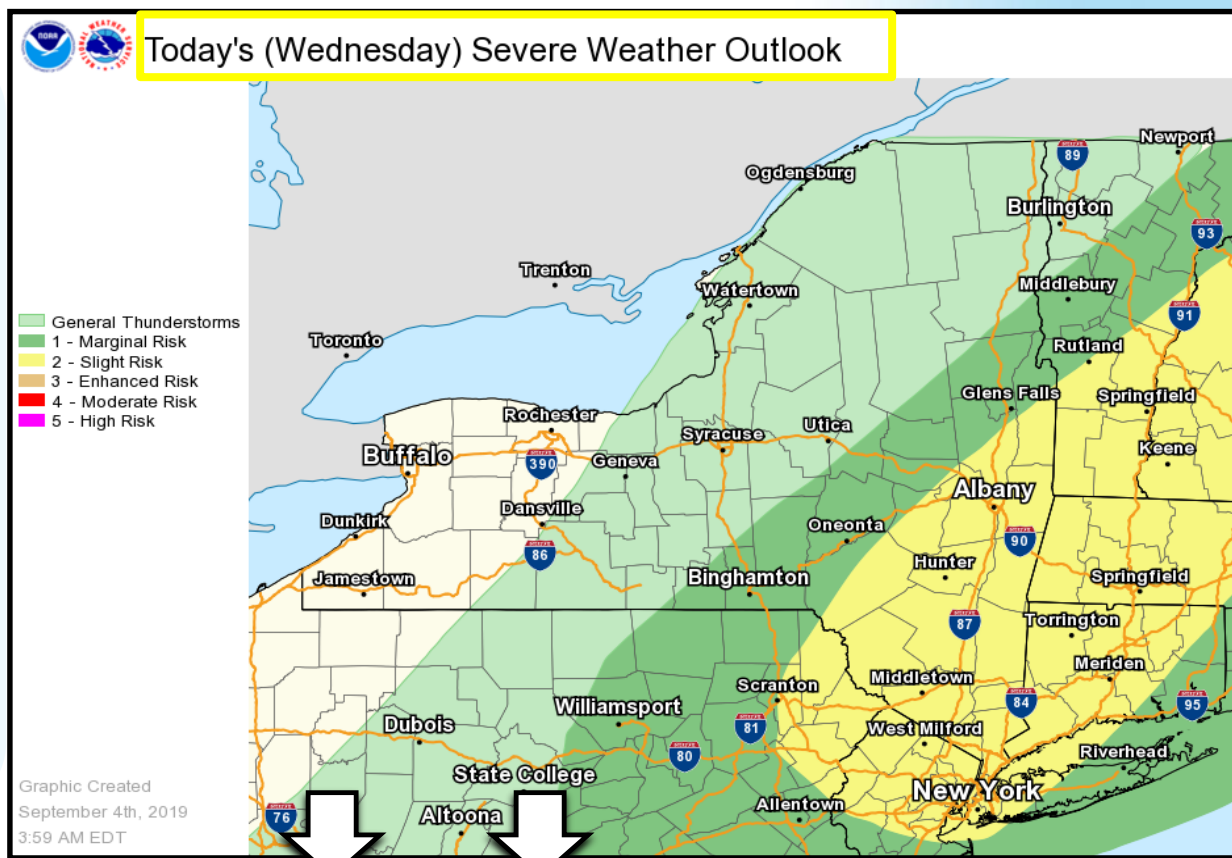 NOAA
Today's (Wednesday) Severe Weather Outlook
General Thunderstorms
1 - Marginal Risk
2 - Slight Risk
3 - Enhanced Risk
4 - Moderate Risk
5 - High Risk
Newport
89
Ogdensburg
Burlington
93
Trenton
Watertown
Middlebury
91
Toronto
Rutland
Glens Falls
Springfield
Rochester
Utica
Syracuse
Keene
Buffalo
390
Geneva
Albany
Dansville
Dunkirk
Oneonta
90
86
Hunter
Jamestown
Binghamton
Springfield
87
Torrington
Meriden
Scranton
Middletown
84
95
Williamsport
Dubois
81
West Milford
80
Riverhead
State College
New York
Allentown
Altoona
76
Graphic Created
September 4th, 2019
3:59 AM EDT